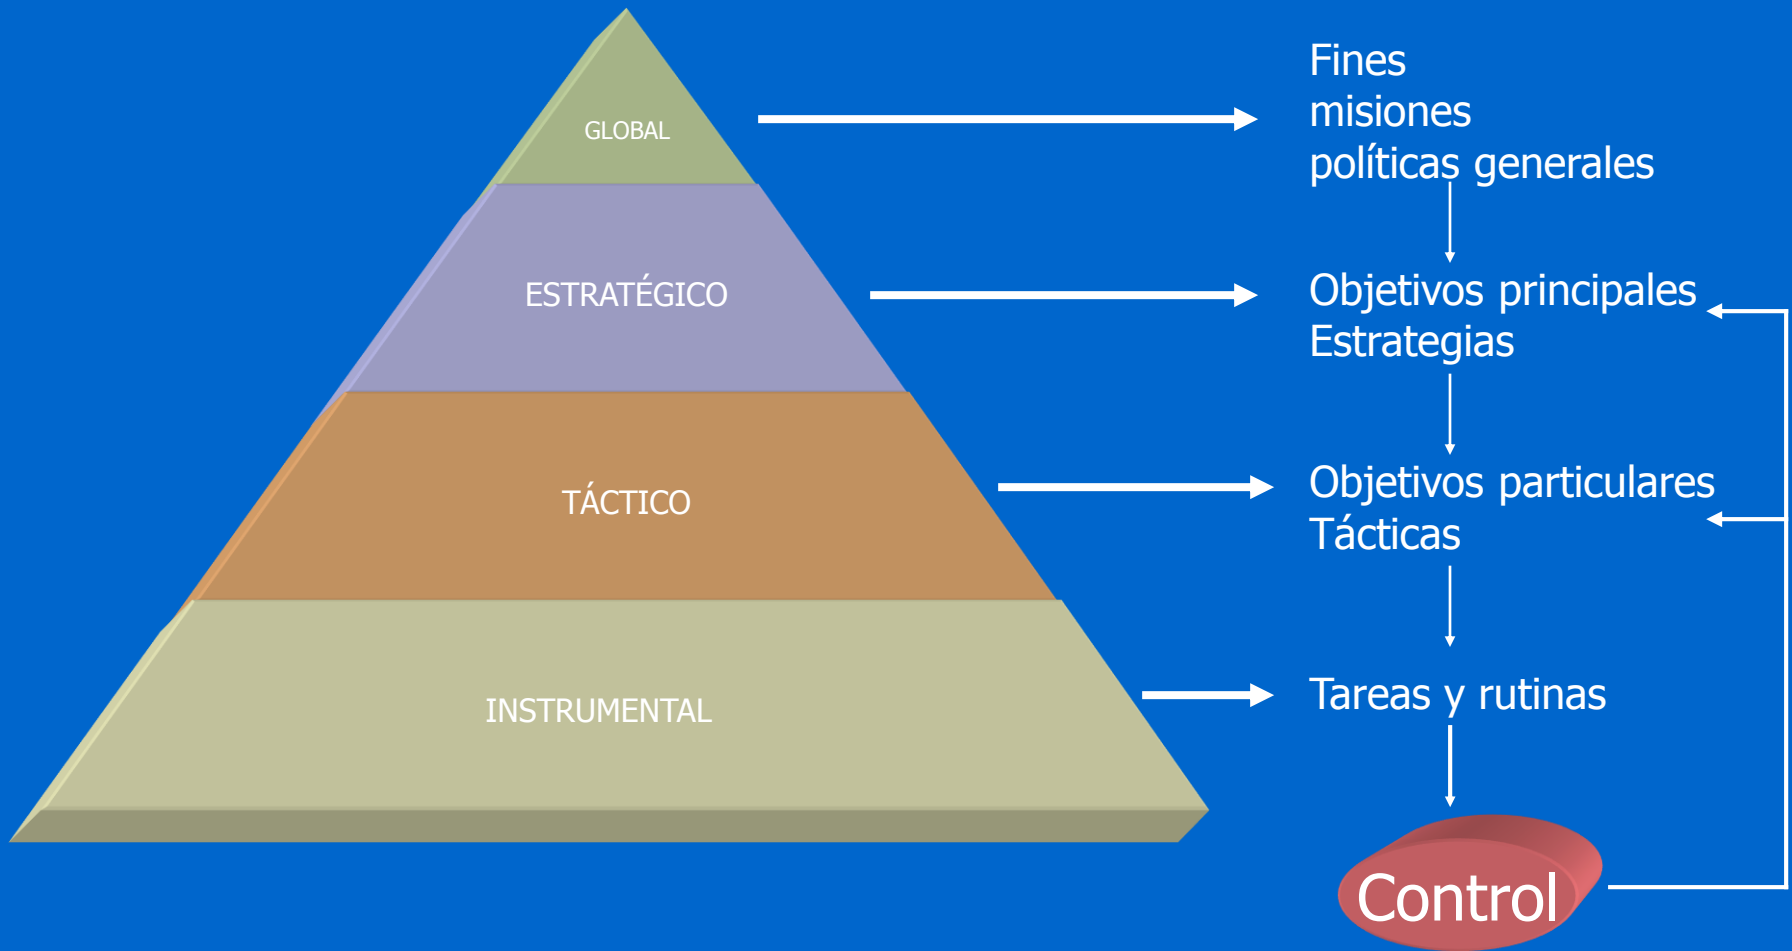 GLOBAL
Fines
misiones
políticas generales
ESTRATÉGICO
Objetivos principales
Estrategias
TÁCTICO
Objetivos particulares
Tácticas
INSTRUMENTAL
Tareas y rutinas
Control